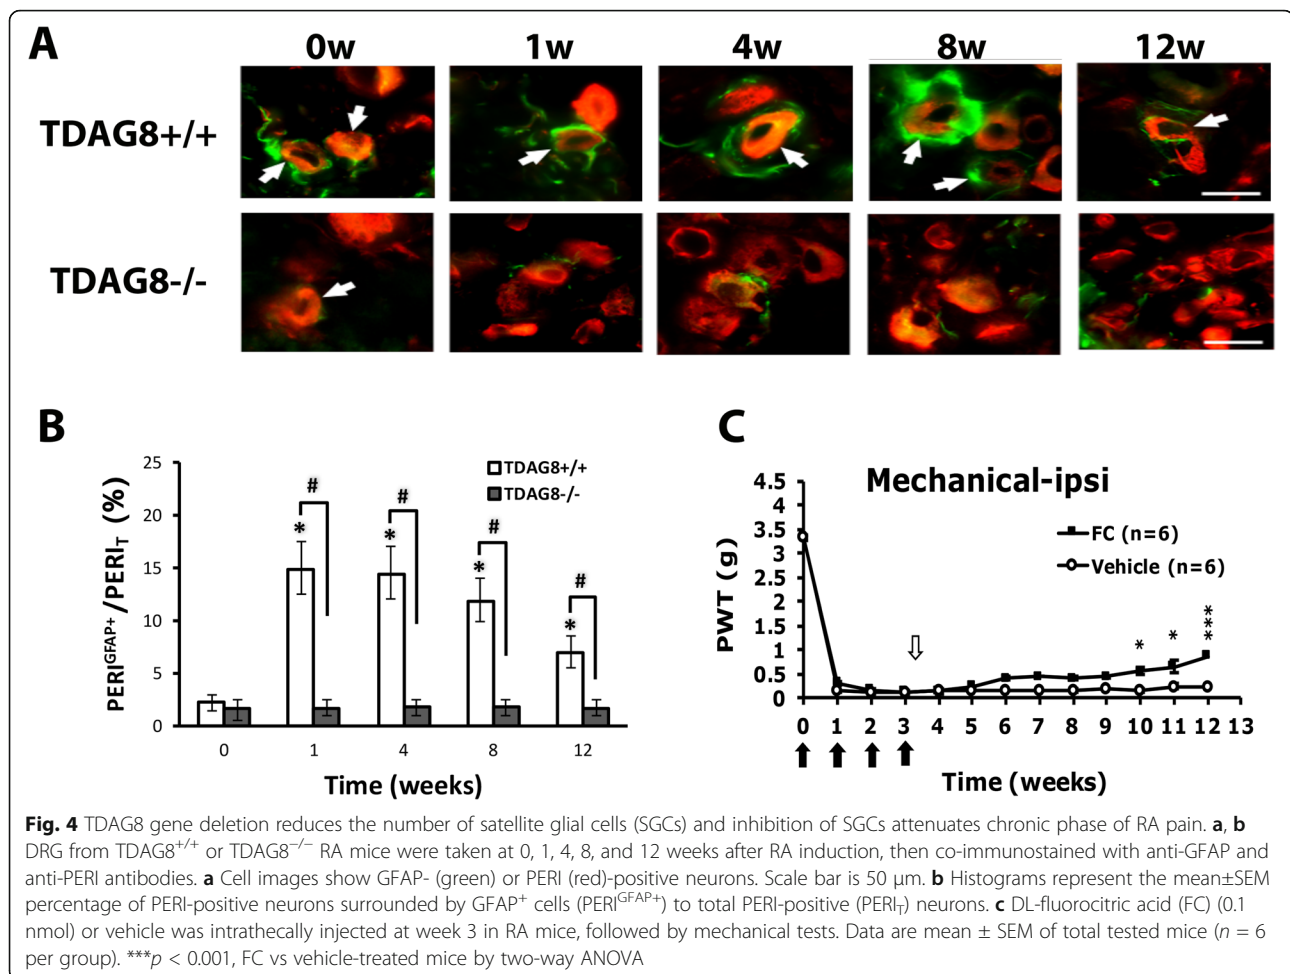 A
0w 1w 4w 8w 12w
TDAG8+/+
TDAG8-/-
B
PERI^GFAP+ /PERI_T (%)
25
20
15
10
5
0
TDAG8+/+
TDAG8-/-
# # # #
* * * *
0 1 4 8 12
Time (weeks)
C
Mechanical-ipsi
PWT (g)
4.5
4
3.5
3
2.5
2
1.5
1
0.5
0
FC (n=6)
Vehicle (n=6)
* * ***
0 1 2 3 4 5 6 7 8 9 10 11 12 13
Time (weeks)
Fig. 4 TDAG8 gene deletion reduces the number of satellite glial cells (SGCs) and inhibition of SGCs attenuates chronic phase of RA pain. a, b
DRG from TDAG8+/+ or TDAG8−/− RA mice were taken at 0, 1, 4, 8, and 12 weeks after RA induction, then co-immunostained with anti-GFAP and
anti-PERI antibodies. a Cell images show GFAP- (green) or PERI (red)-positive neurons. Scale bar is 50 μm. b Histograms represent the mean±SEM
percentage of PERI-positive neurons surrounded by GFAP+ cells (PERI^GFAP+) to total PERI-positive (PERI_T) neurons. c DL-fluorocitric acid (FC) (0.1
nmol) or vehicle was intrathecally injected at week 3 in RA mice, followed by mechanical tests. Data are mean ± SEM of total tested mice (n = 6
per group). ***p < 0.001, FC vs vehicle-treated mice by two-way ANOVA